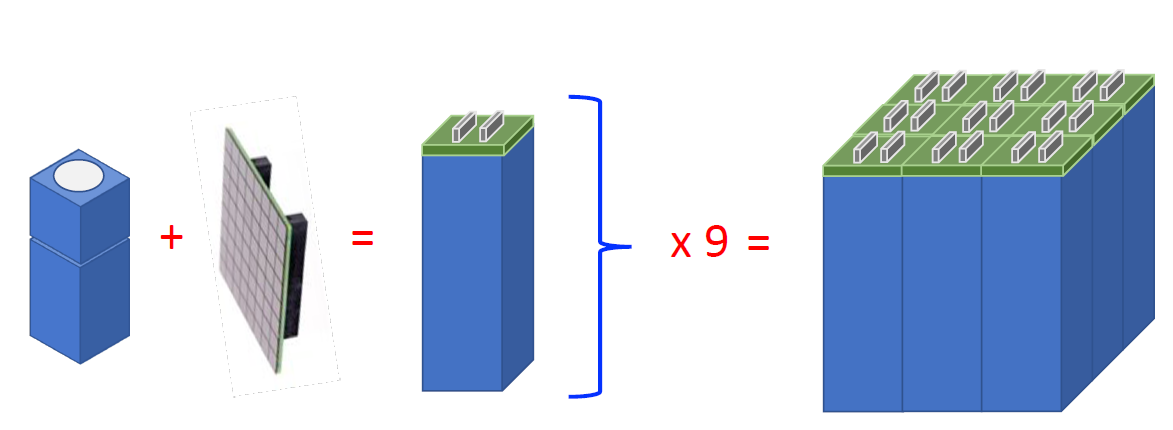 + = x 9 =